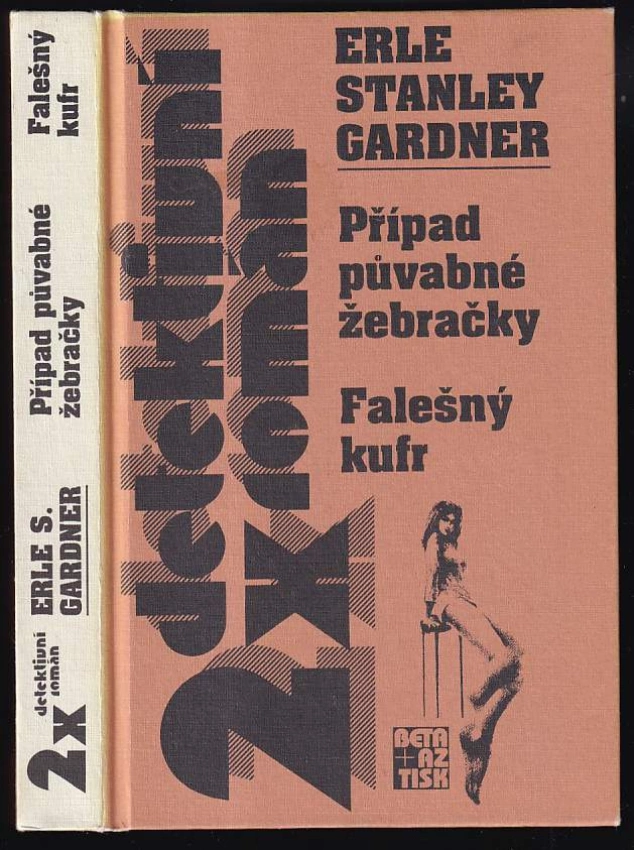 Falešný
kufr
Případ půvabné
žebračky
ERLE S.
GARDNER
detektivní
román
2x
ERLE
STANLEY
GARDNER
Případ
půvabné
žebračky
Falešný
kufr
detektivní
2x roman
BETA
+ AZ
TISK